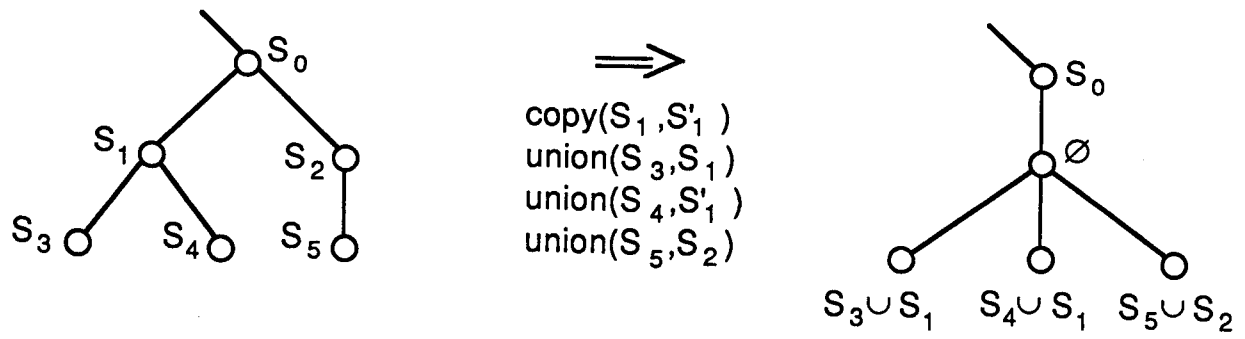 S₀
S₁
S₂
S₃
S₄
S₅
⟹
copy(S₁,S'₁)
union(S₃,S₁)
union(S₄,S'₁)
union(S₅,S₂)
S₀
∅
S₃∪S₁
S₄∪S₁
S₅∪S₂